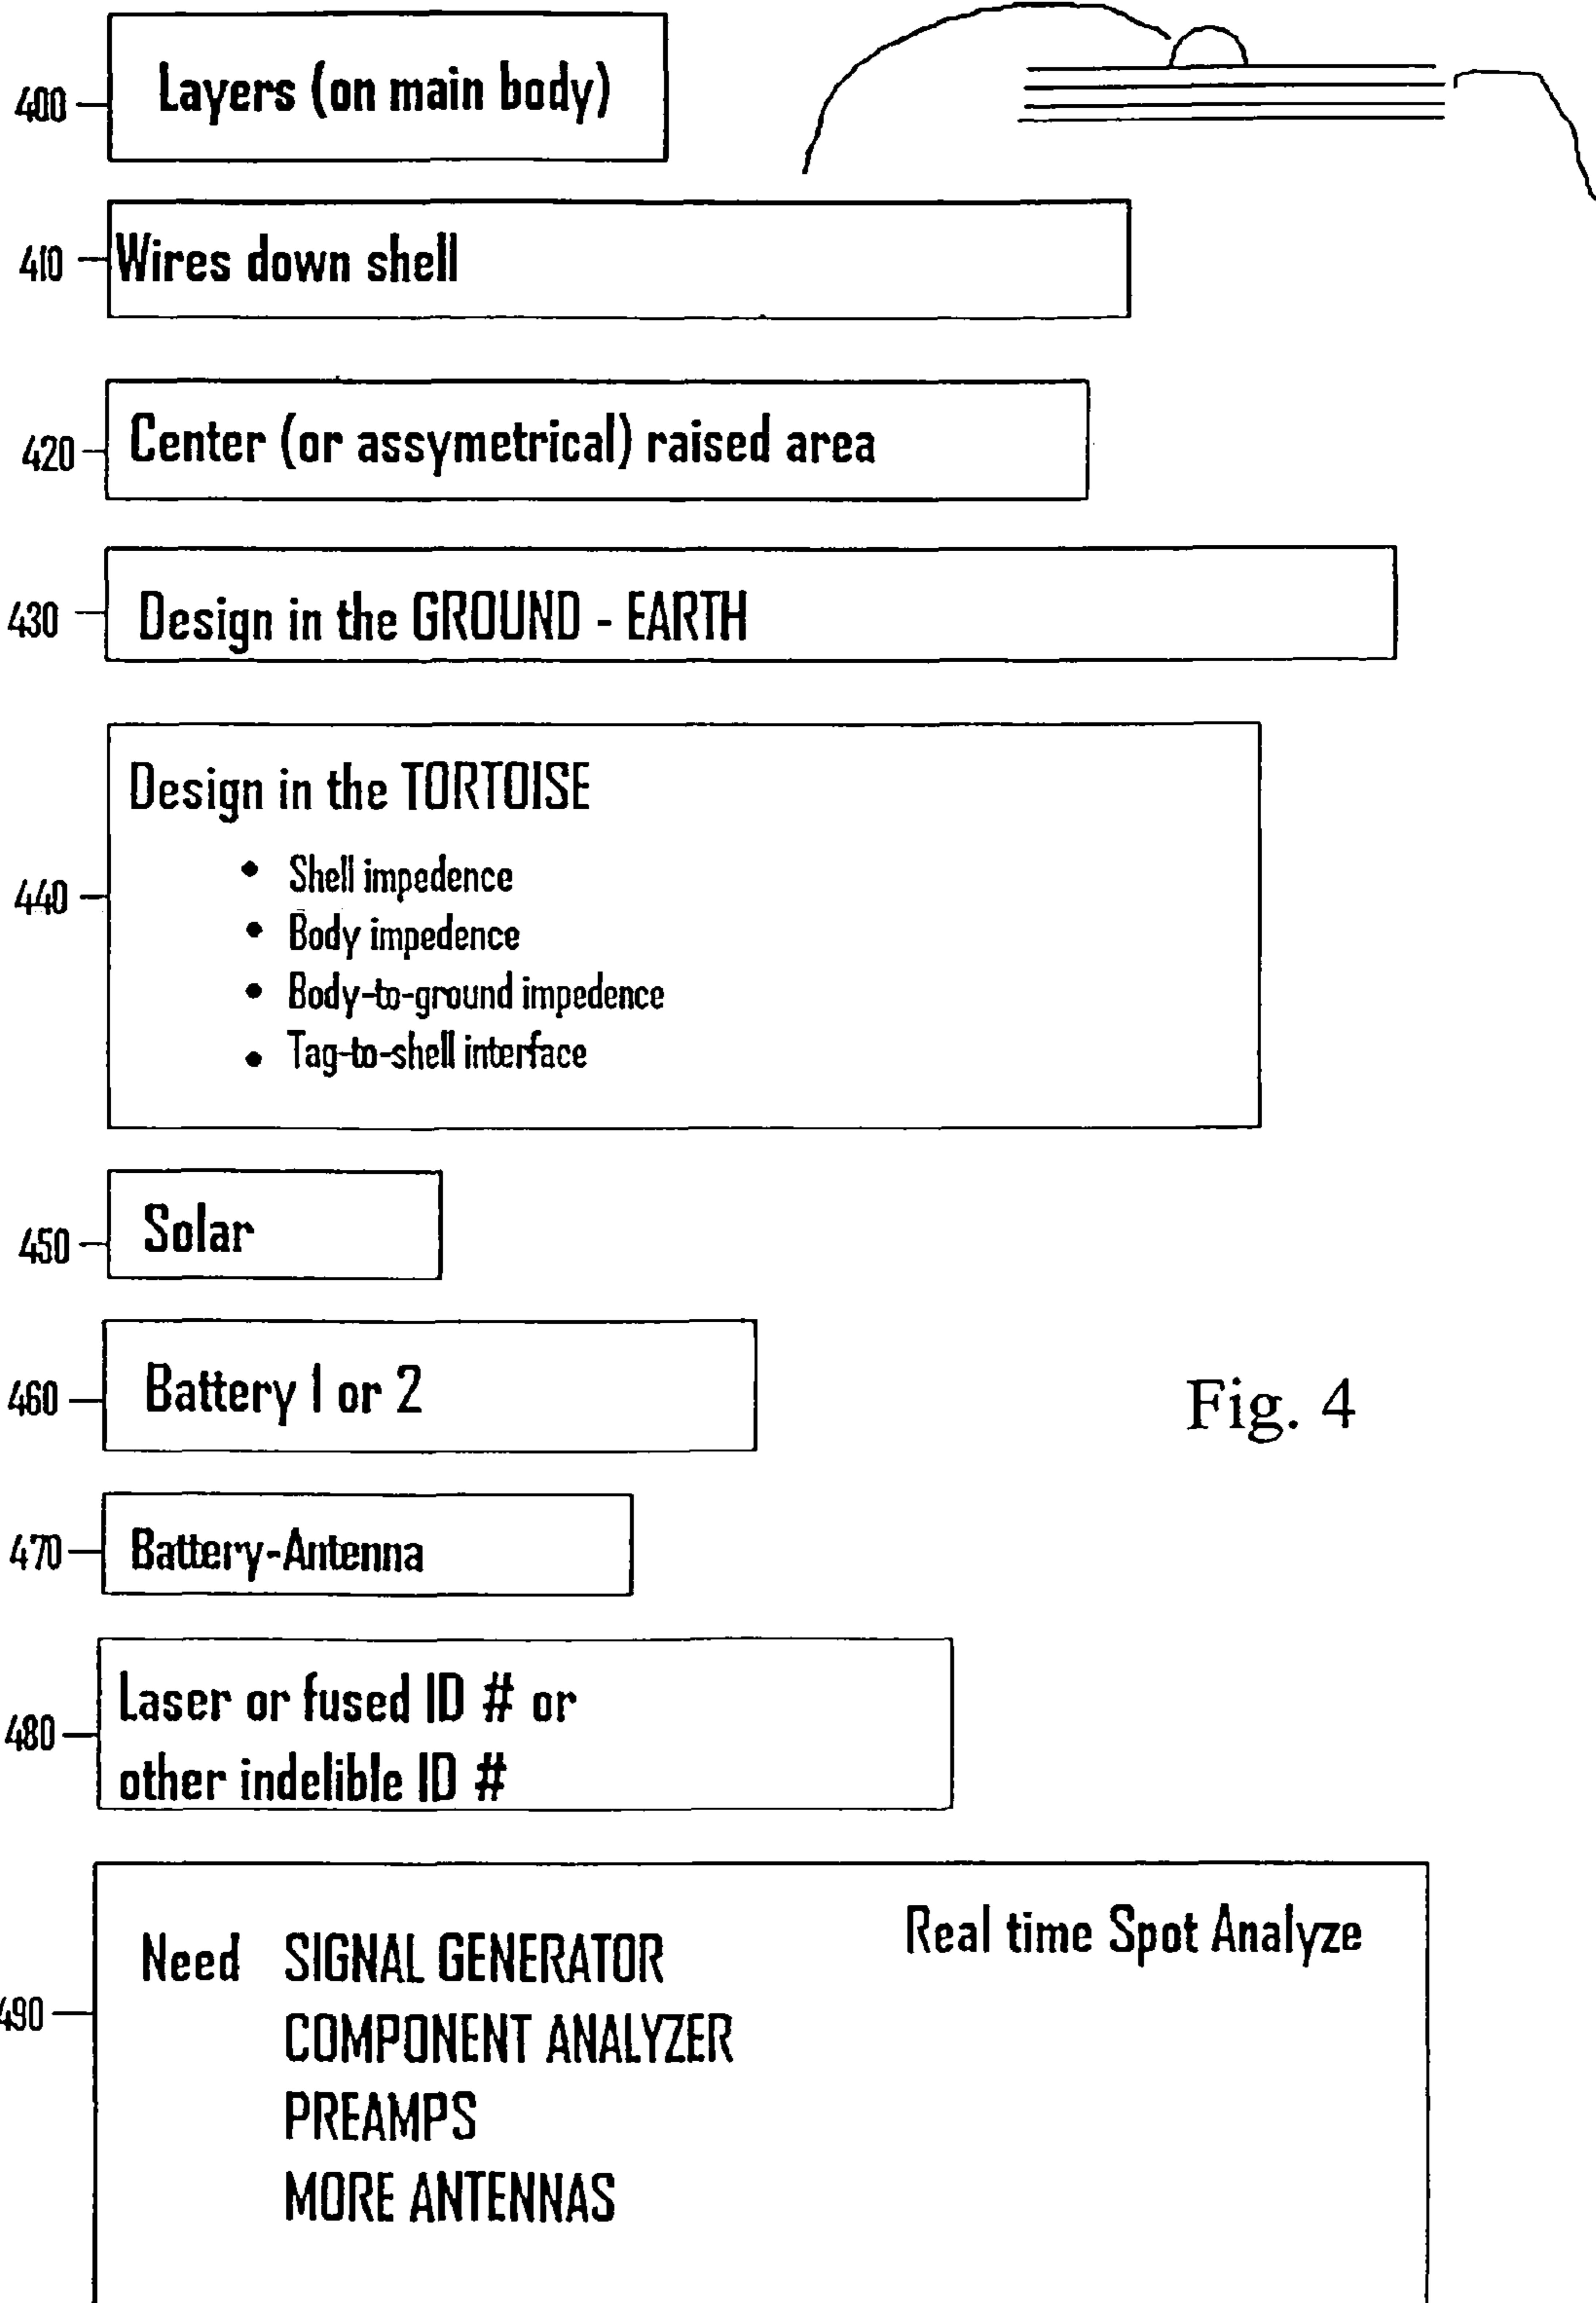 400 Layers (on main body)
410 Wires down shell
420 Center (or assymetrical) raised area
430 Design in the GROUND - EARTH
Design in the TORTOISE
• Shell impedence
440
• Body impedence
• Body-to-ground impedence
• Tag-to-shell interface
450 Solar
460 Battery 1 or 2
Fig. 4
470 Battery-Antenna
Laser or fused ID # or
480
other indelible ID #
Real time Spot Analyze
Need SIGNAL GENERATOR
490
COMPONENT ANALYZER
PREAMPS
MORE ANTENNAS